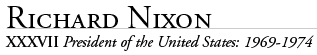 Richard Nixon
XXXVII President of the United States: 1969-1974